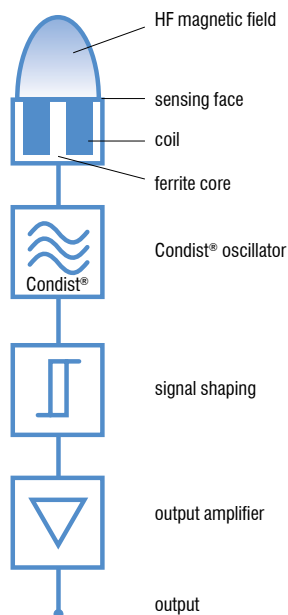 HF magnetic field
sensing face
coil
ferrite core
Condist® oscillator
Condist®
signal shaping
output amplifier
output